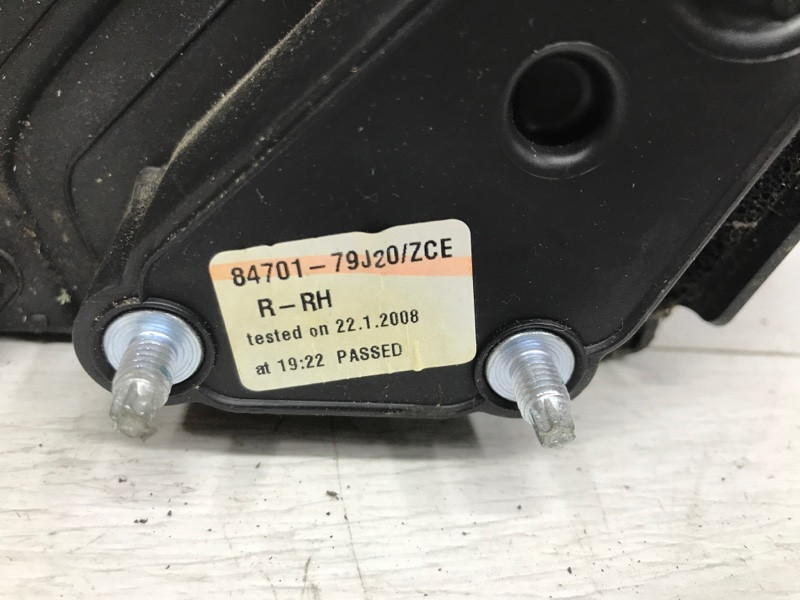 84701-79J20/ZCE
R-RH
tested on 22.1.2008
at 19:22 PASSED